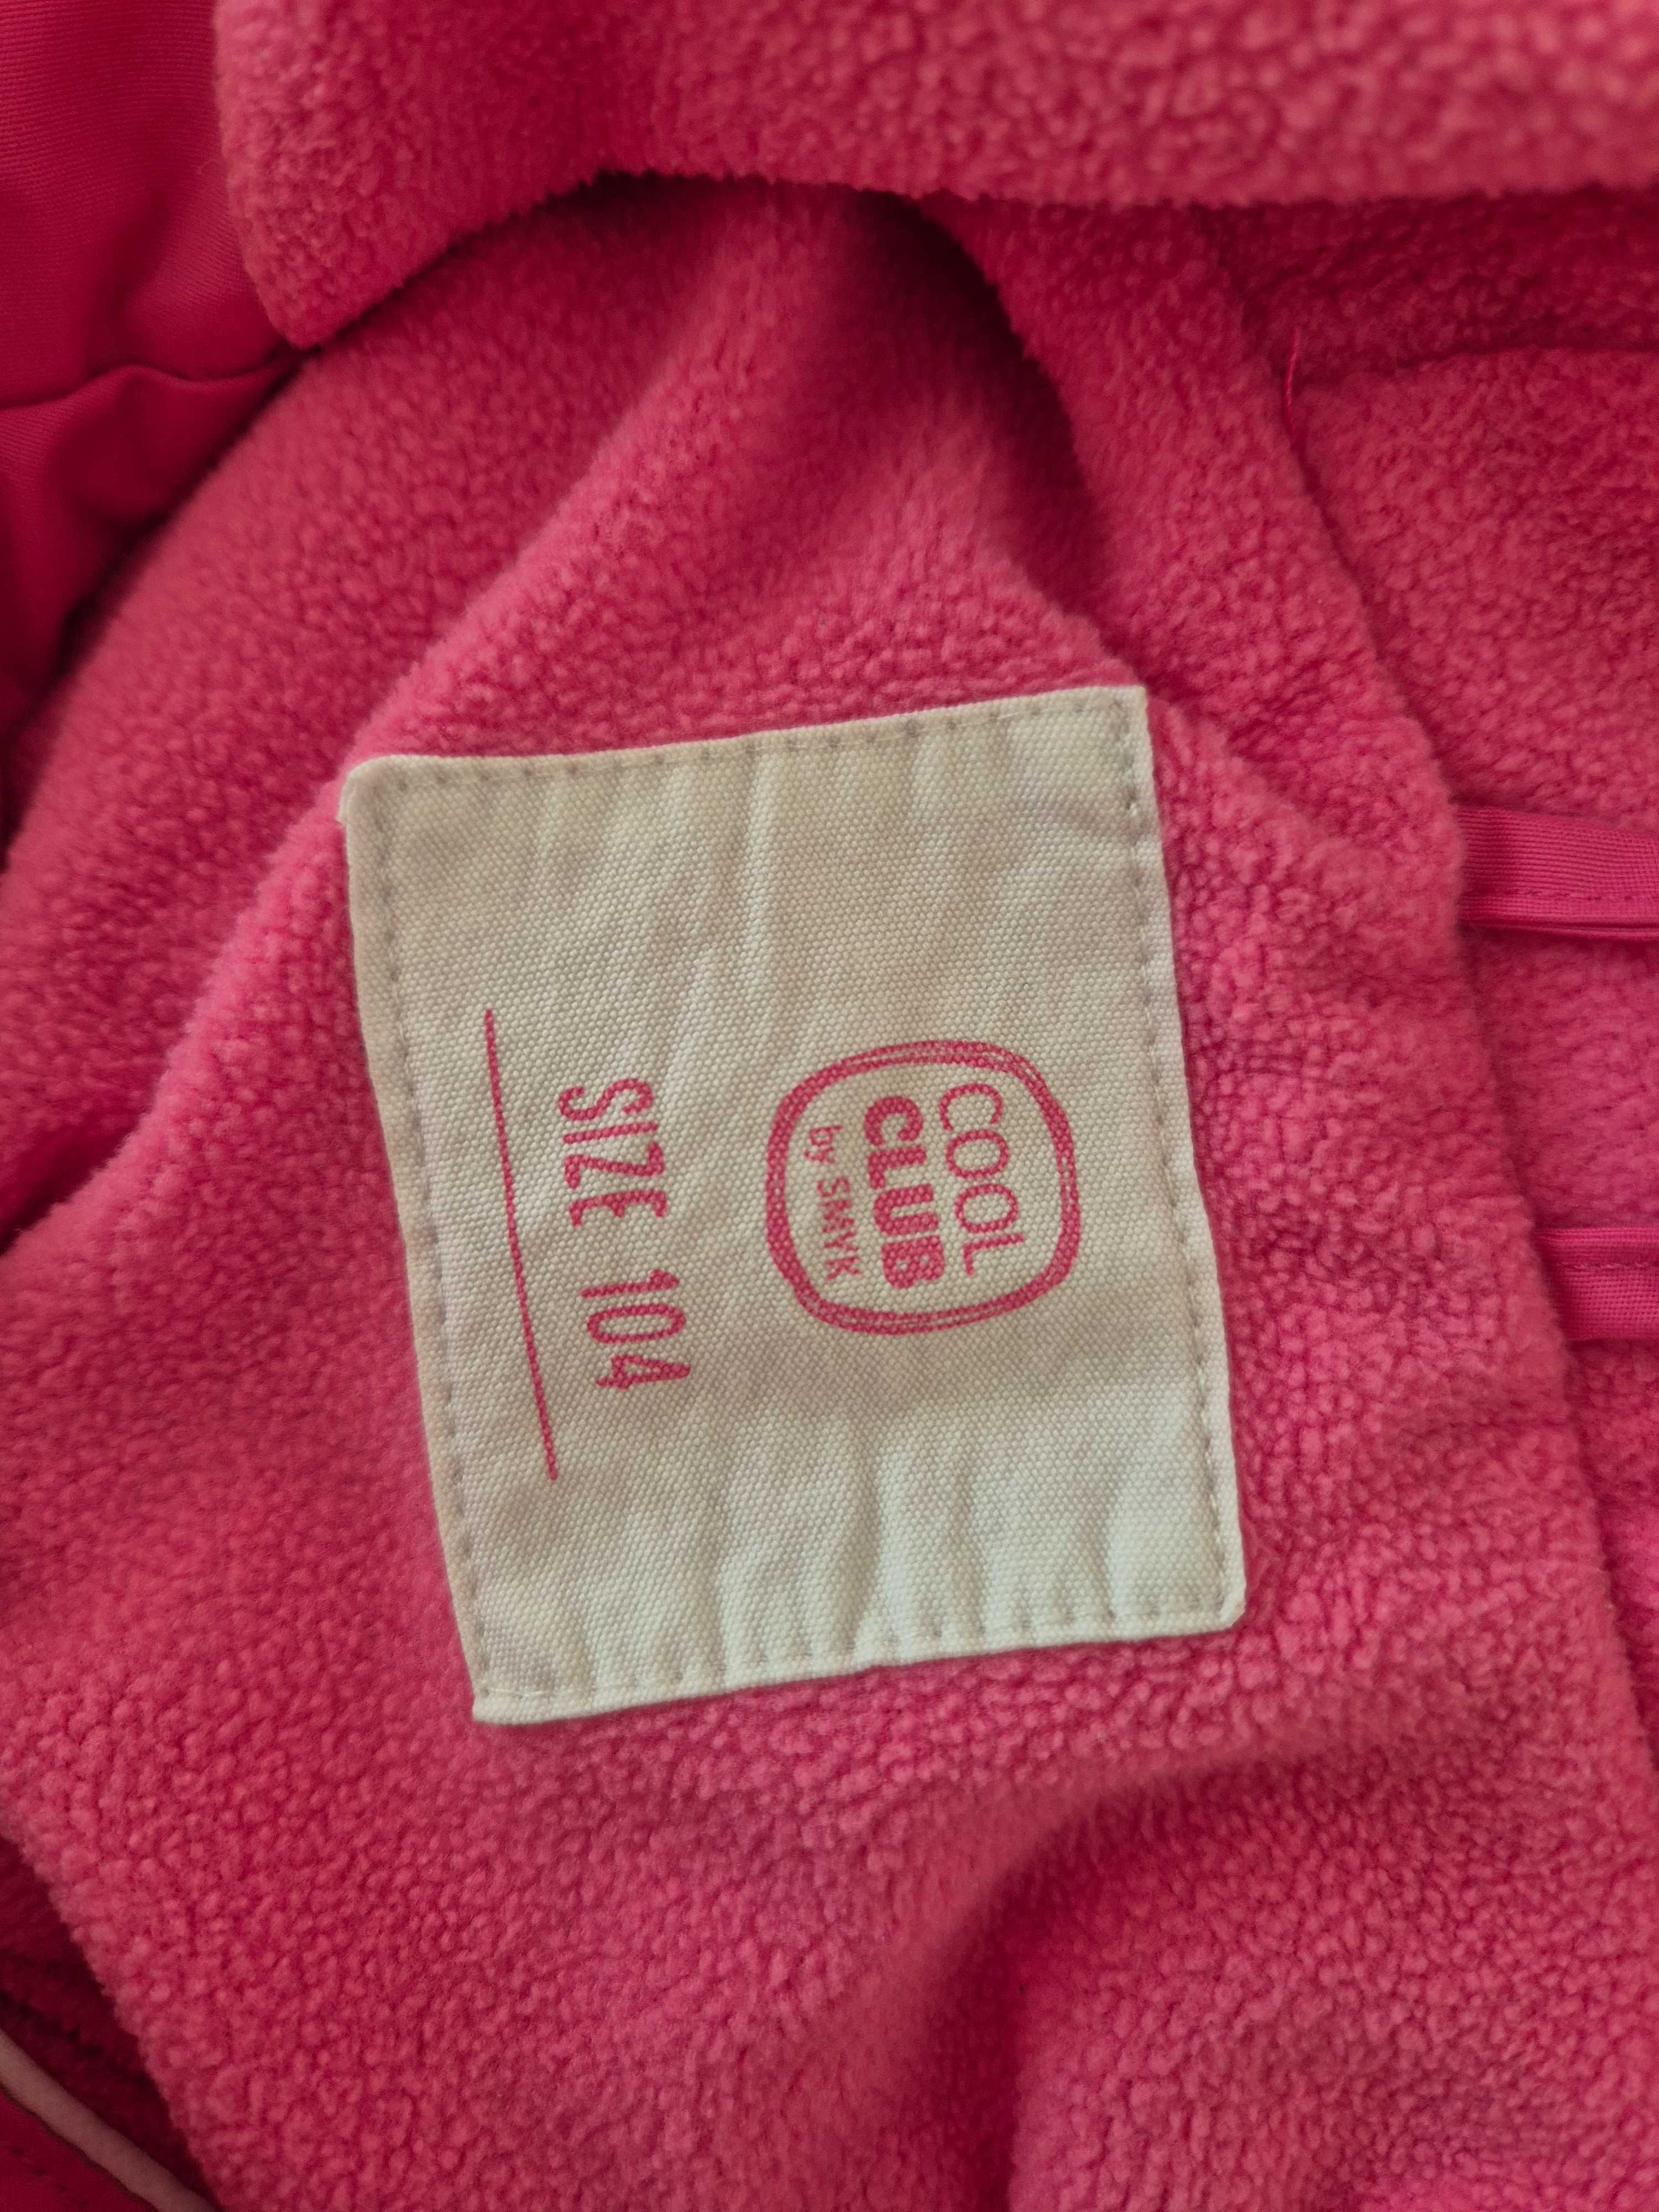 COOL
CLUB
by SMYK
SIZE 104